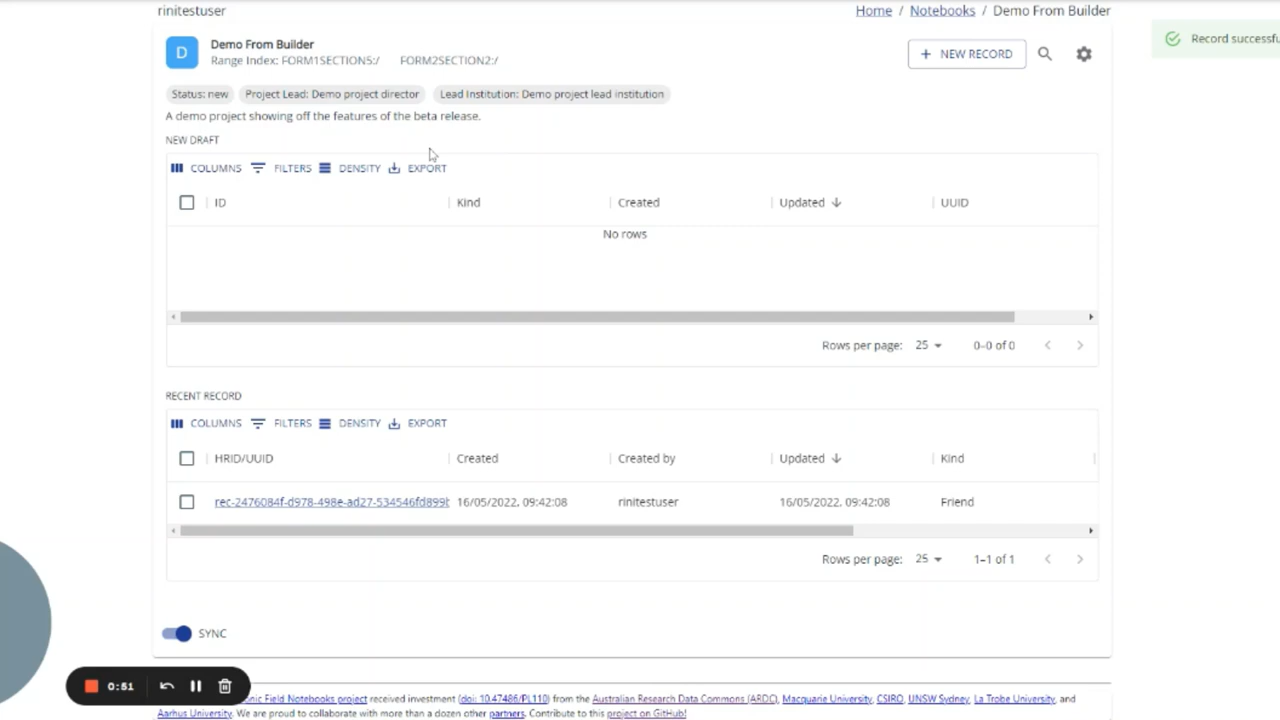 rinitestuser
Home / Notebooks / Demo From Builder
Record successfu
D
Demo From Builder
Range Index: FORM1SECTION5:/ FORM2SECTION2:/
+ NEW RECORD
Status: new Project Lead: Demo project director Lead Institution: Demo project lead institution
A demo project showing off the features of the beta release.
NEW DRAFT
COLUMNS FILTERS DENSITY EXPORT
ID Kind Created Updated UUID
No rows
Rows per page: 25 0–0 of 0
RECENT RECORD
COLUMNS FILTERS DENSITY EXPORT
HRID/UUID Created Created by Updated Kind
rec-2476084f-d978-498e-ad27-534546fd899b 16/05/2022, 09:42:08 rinitestuser 16/05/2022, 09:42:08 Friend
Rows per page: 25 1–1 of 1
SYNC
0:51
onic Field Notebooks project received investment (doi: 10.47486/PL110) from the Australian Research Data Commons (ARDC), Macquarie University, CSIRO, UNSW Sydney, La Trobe University, and
Aarhus University. We are proud to collaborate with more than a dozen other partners. Contribute to this project on GitHub!